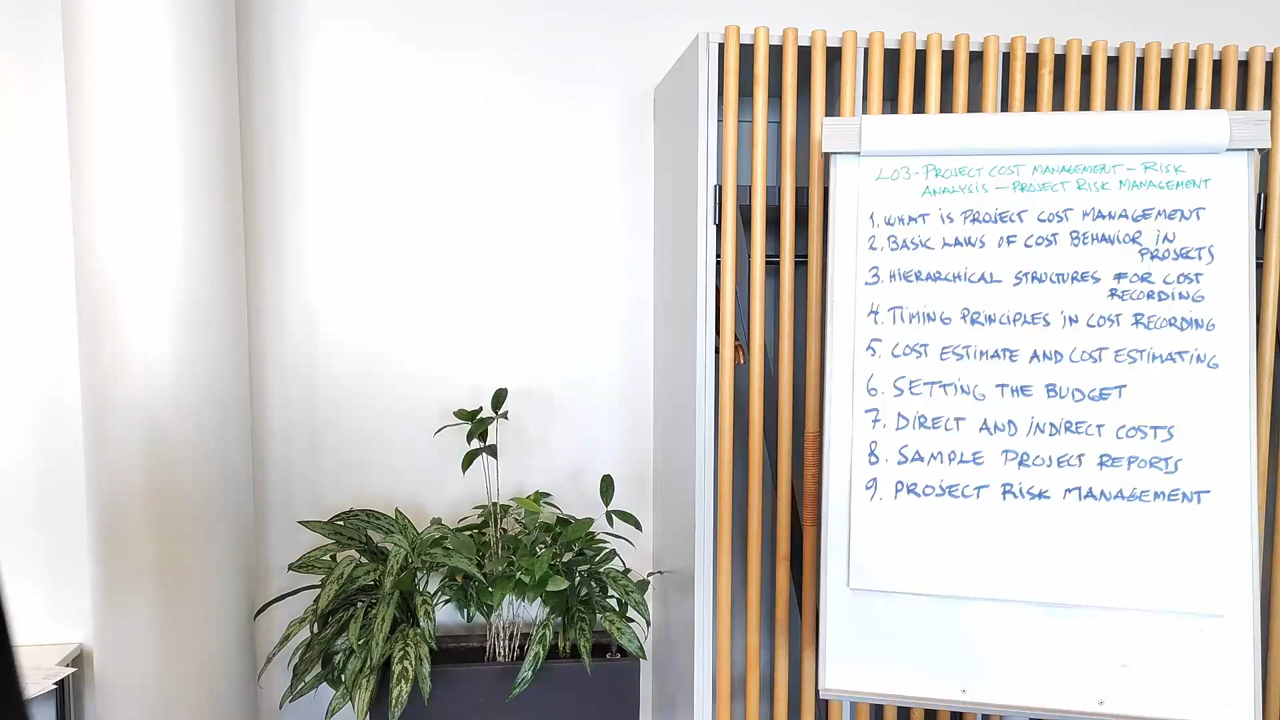 L03-PROJECT COST MANAGEMENT – RISK
ANALYSIS – PROJECT RISK MANAGEMENT
1. WHAT IS PROJECT COST MANAGEMENT
2. BASIC LAWS OF COST BEHAVIOR IN
PROJECTS
3. HIERARCHICAL STRUCTURES FOR COST
RECORDING
4. TIMING PRINCIPLES IN COST RECORDING
5. COST ESTIMATE AND COST ESTIMATING
6. SETTING THE BUDGET
7. DIRECT AND INDIRECT COSTS
8. SAMPLE PROJECT REPORTS
9. PROJECT RISK MANAGEMENT